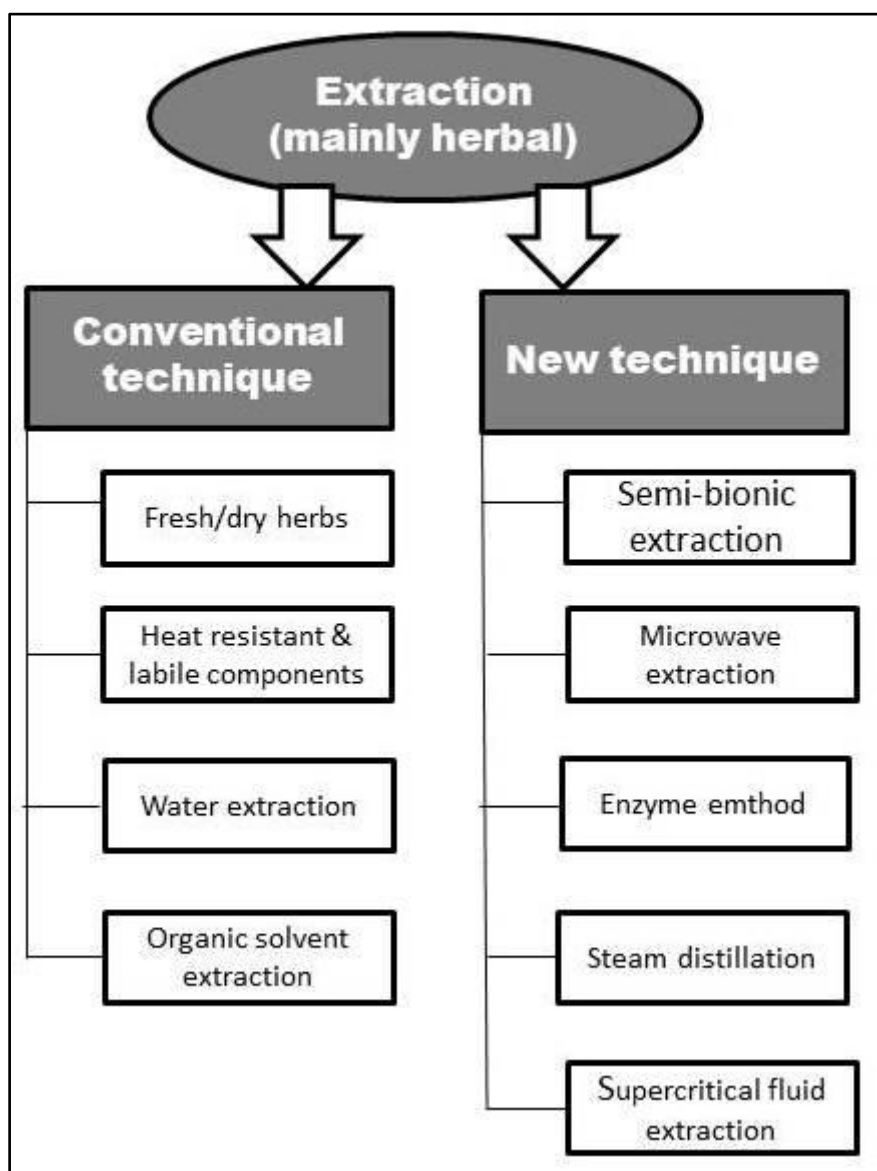 Extraction
(mainly herbal)
Conventional
technique
Fresh/dry herbs
Heat resistant &
labile components
Water extraction
Organic solvent
extraction
New technique
Semi-bionic
extraction
Microwave
extraction
Enzyme emthod
Steam distillation
Supercritical fluid
extraction